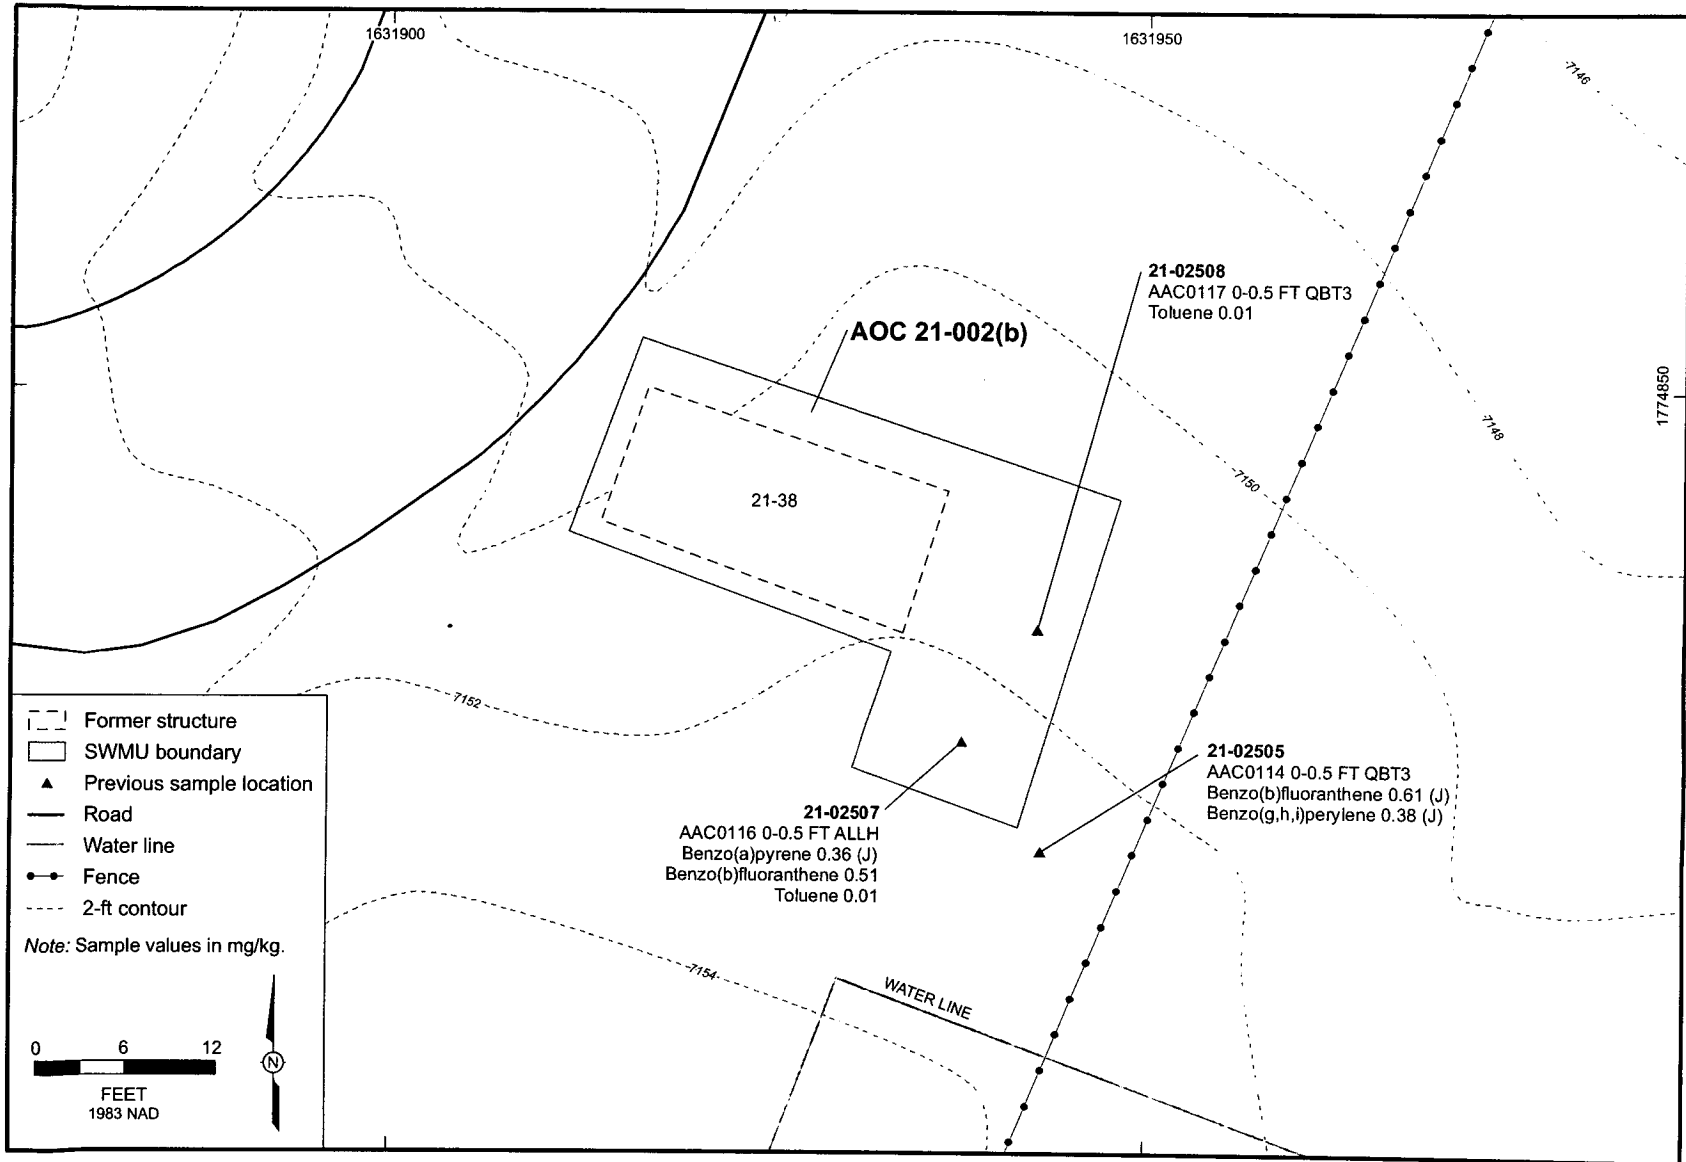 1631900
1631950
7146
21-02508
AAC0117 0-0.5 FT QBT3
Toluene 0.01
AOC 21-002(b)
1774850
7148
7150
21-38
7152
Former structure
SWMU boundary
Previous sample location
Road
Water line
Fence
2-ft contour
Note: Sample values in mg/kg.
21-02505
AAC0114 0-0.5 FT QBT3
Benzo(b)fluoranthene 0.61 (J)
Benzo(g,h,i)perylene 0.38 (J)
21-02507
AAC0116 0-0.5 FT ALLH
Benzo(a)pyrene 0.36 (J)
Benzo(b)fluoranthene 0.51
Toluene 0.01
7154
WATER LINE
0 6 12
N
FEET
1983 NAD